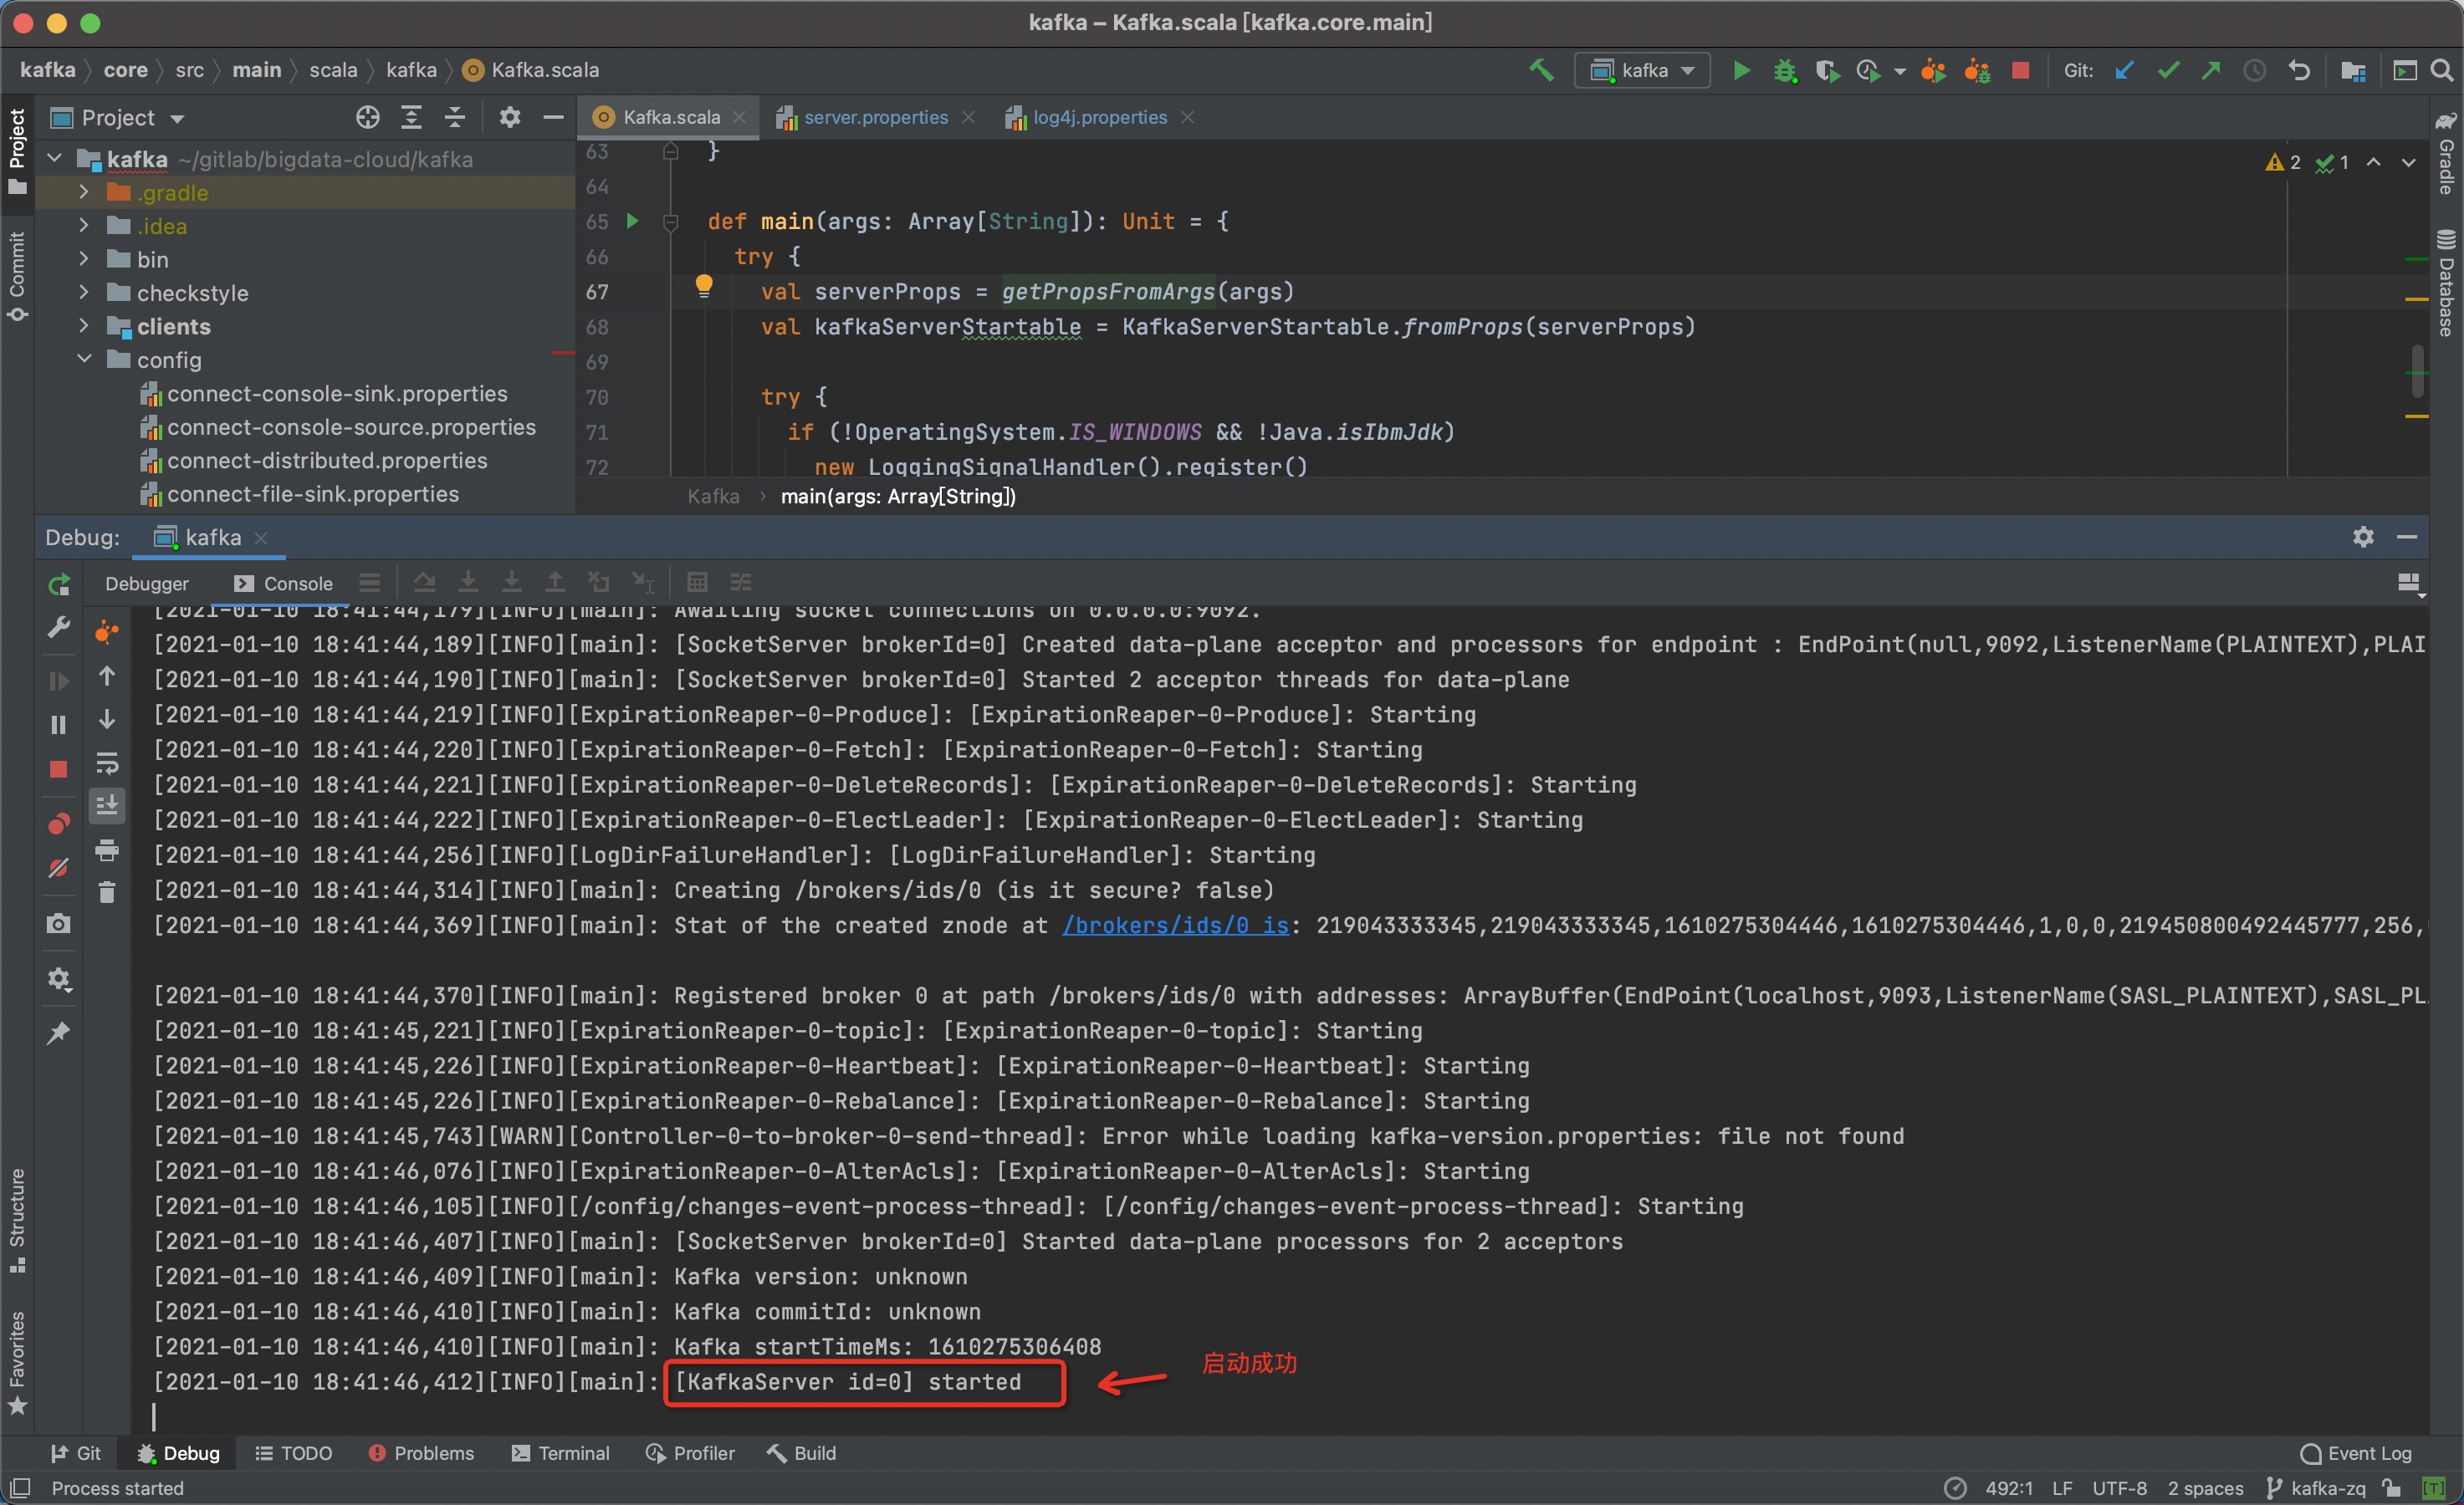 kafka – Kafka.scala [kafka.core.main]
kafka core src main scala kafka Kafka.scala
kafka
Git:
Project
Kafka.scala
server.properties
log4j.properties
Project
Commit
Structure
Favorites
Gradle
Database
kafka ~/gitlab/bigdata-cloud/kafka
.gradle
.idea
bin
checkstyle
clients
config
connect-console-sink.properties
connect-console-source.properties
connect-distributed.properties
connect-file-sink.properties
2 1
63 }
64
65 def main(args: Array[String]): Unit = {
66 try {
67 val serverProps = getPropsFromArgs(args)
68 val kafkaServerStartable = KafkaServerStartable.fromProps(serverProps)
69
70 try {
71 if (!OperatingSystem.IS_WINDOWS && !Java.isIbmJdk)
72 new LoggingSignalHandler().register()
Kafka › main(args: Array[String])
Debug: kafka
Debugger Console
[2021-01-10 18:41:44,179][INFO][main]: Awaiting socket connections on 0.0.0.0:9092.
[2021-01-10 18:41:44,189][INFO][main]: [SocketServer brokerId=0] Created data-plane acceptor and processors for endpoint : EndPoint(null,9092,ListenerName(PLAINTEXT),PLAI
[2021-01-10 18:41:44,190][INFO][main]: [SocketServer brokerId=0] Started 2 acceptor threads for data-plane
[2021-01-10 18:41:44,219][INFO][ExpirationReaper-0-Produce]: [ExpirationReaper-0-Produce]: Starting
[2021-01-10 18:41:44,220][INFO][ExpirationReaper-0-Fetch]: [ExpirationReaper-0-Fetch]: Starting
[2021-01-10 18:41:44,221][INFO][ExpirationReaper-0-DeleteRecords]: [ExpirationReaper-0-DeleteRecords]: Starting
[2021-01-10 18:41:44,222][INFO][ExpirationReaper-0-ElectLeader]: [ExpirationReaper-0-ElectLeader]: Starting
[2021-01-10 18:41:44,256][INFO][LogDirFailureHandler]: [LogDirFailureHandler]: Starting
[2021-01-10 18:41:44,314][INFO][main]: Creating /brokers/ids/0 (is it secure? false)
[2021-01-10 18:41:44,369][INFO][main]: Stat of the created znode at /brokers/ids/0 is: 219043333345,219043333345,1610275304446,1610275304446,1,0,0,219450800492445777,256,
[2021-01-10 18:41:44,370][INFO][main]: Registered broker 0 at path /brokers/ids/0 with addresses: ArrayBuffer(EndPoint(localhost,9093,ListenerName(SASL_PLAINTEXT),SASL_PL
[2021-01-10 18:41:45,221][INFO][ExpirationReaper-0-topic]: [ExpirationReaper-0-topic]: Starting
[2021-01-10 18:41:45,226][INFO][ExpirationReaper-0-Heartbeat]: [ExpirationReaper-0-Heartbeat]: Starting
[2021-01-10 18:41:45,226][INFO][ExpirationReaper-0-Rebalance]: [ExpirationReaper-0-Rebalance]: Starting
[2021-01-10 18:41:45,743][WARN][Controller-0-to-broker-0-send-thread]: Error while loading kafka-version.properties: file not found
[2021-01-10 18:41:46,076][INFO][ExpirationReaper-0-AlterAcls]: [ExpirationReaper-0-AlterAcls]: Starting
[2021-01-10 18:41:46,105][INFO][/config/changes-event-process-thread]: [/config/changes-event-process-thread]: Starting
[2021-01-10 18:41:46,407][INFO][main]: [SocketServer brokerId=0] Started data-plane processors for 2 acceptors
[2021-01-10 18:41:46,409][INFO][main]: Kafka version: unknown
[2021-01-10 18:41:46,410][INFO][main]: Kafka commitId: unknown
[2021-01-10 18:41:46,410][INFO][main]: Kafka startTimeMs: 1610275306408
[2021-01-10 18:41:46,412][INFO][main]: [KafkaServer id=0] started
启动成功
Git Debug TODO Problems Terminal Profiler Build Event Log
Process started 492:1 LF UTF-8 2 spaces kafka-zq [T]